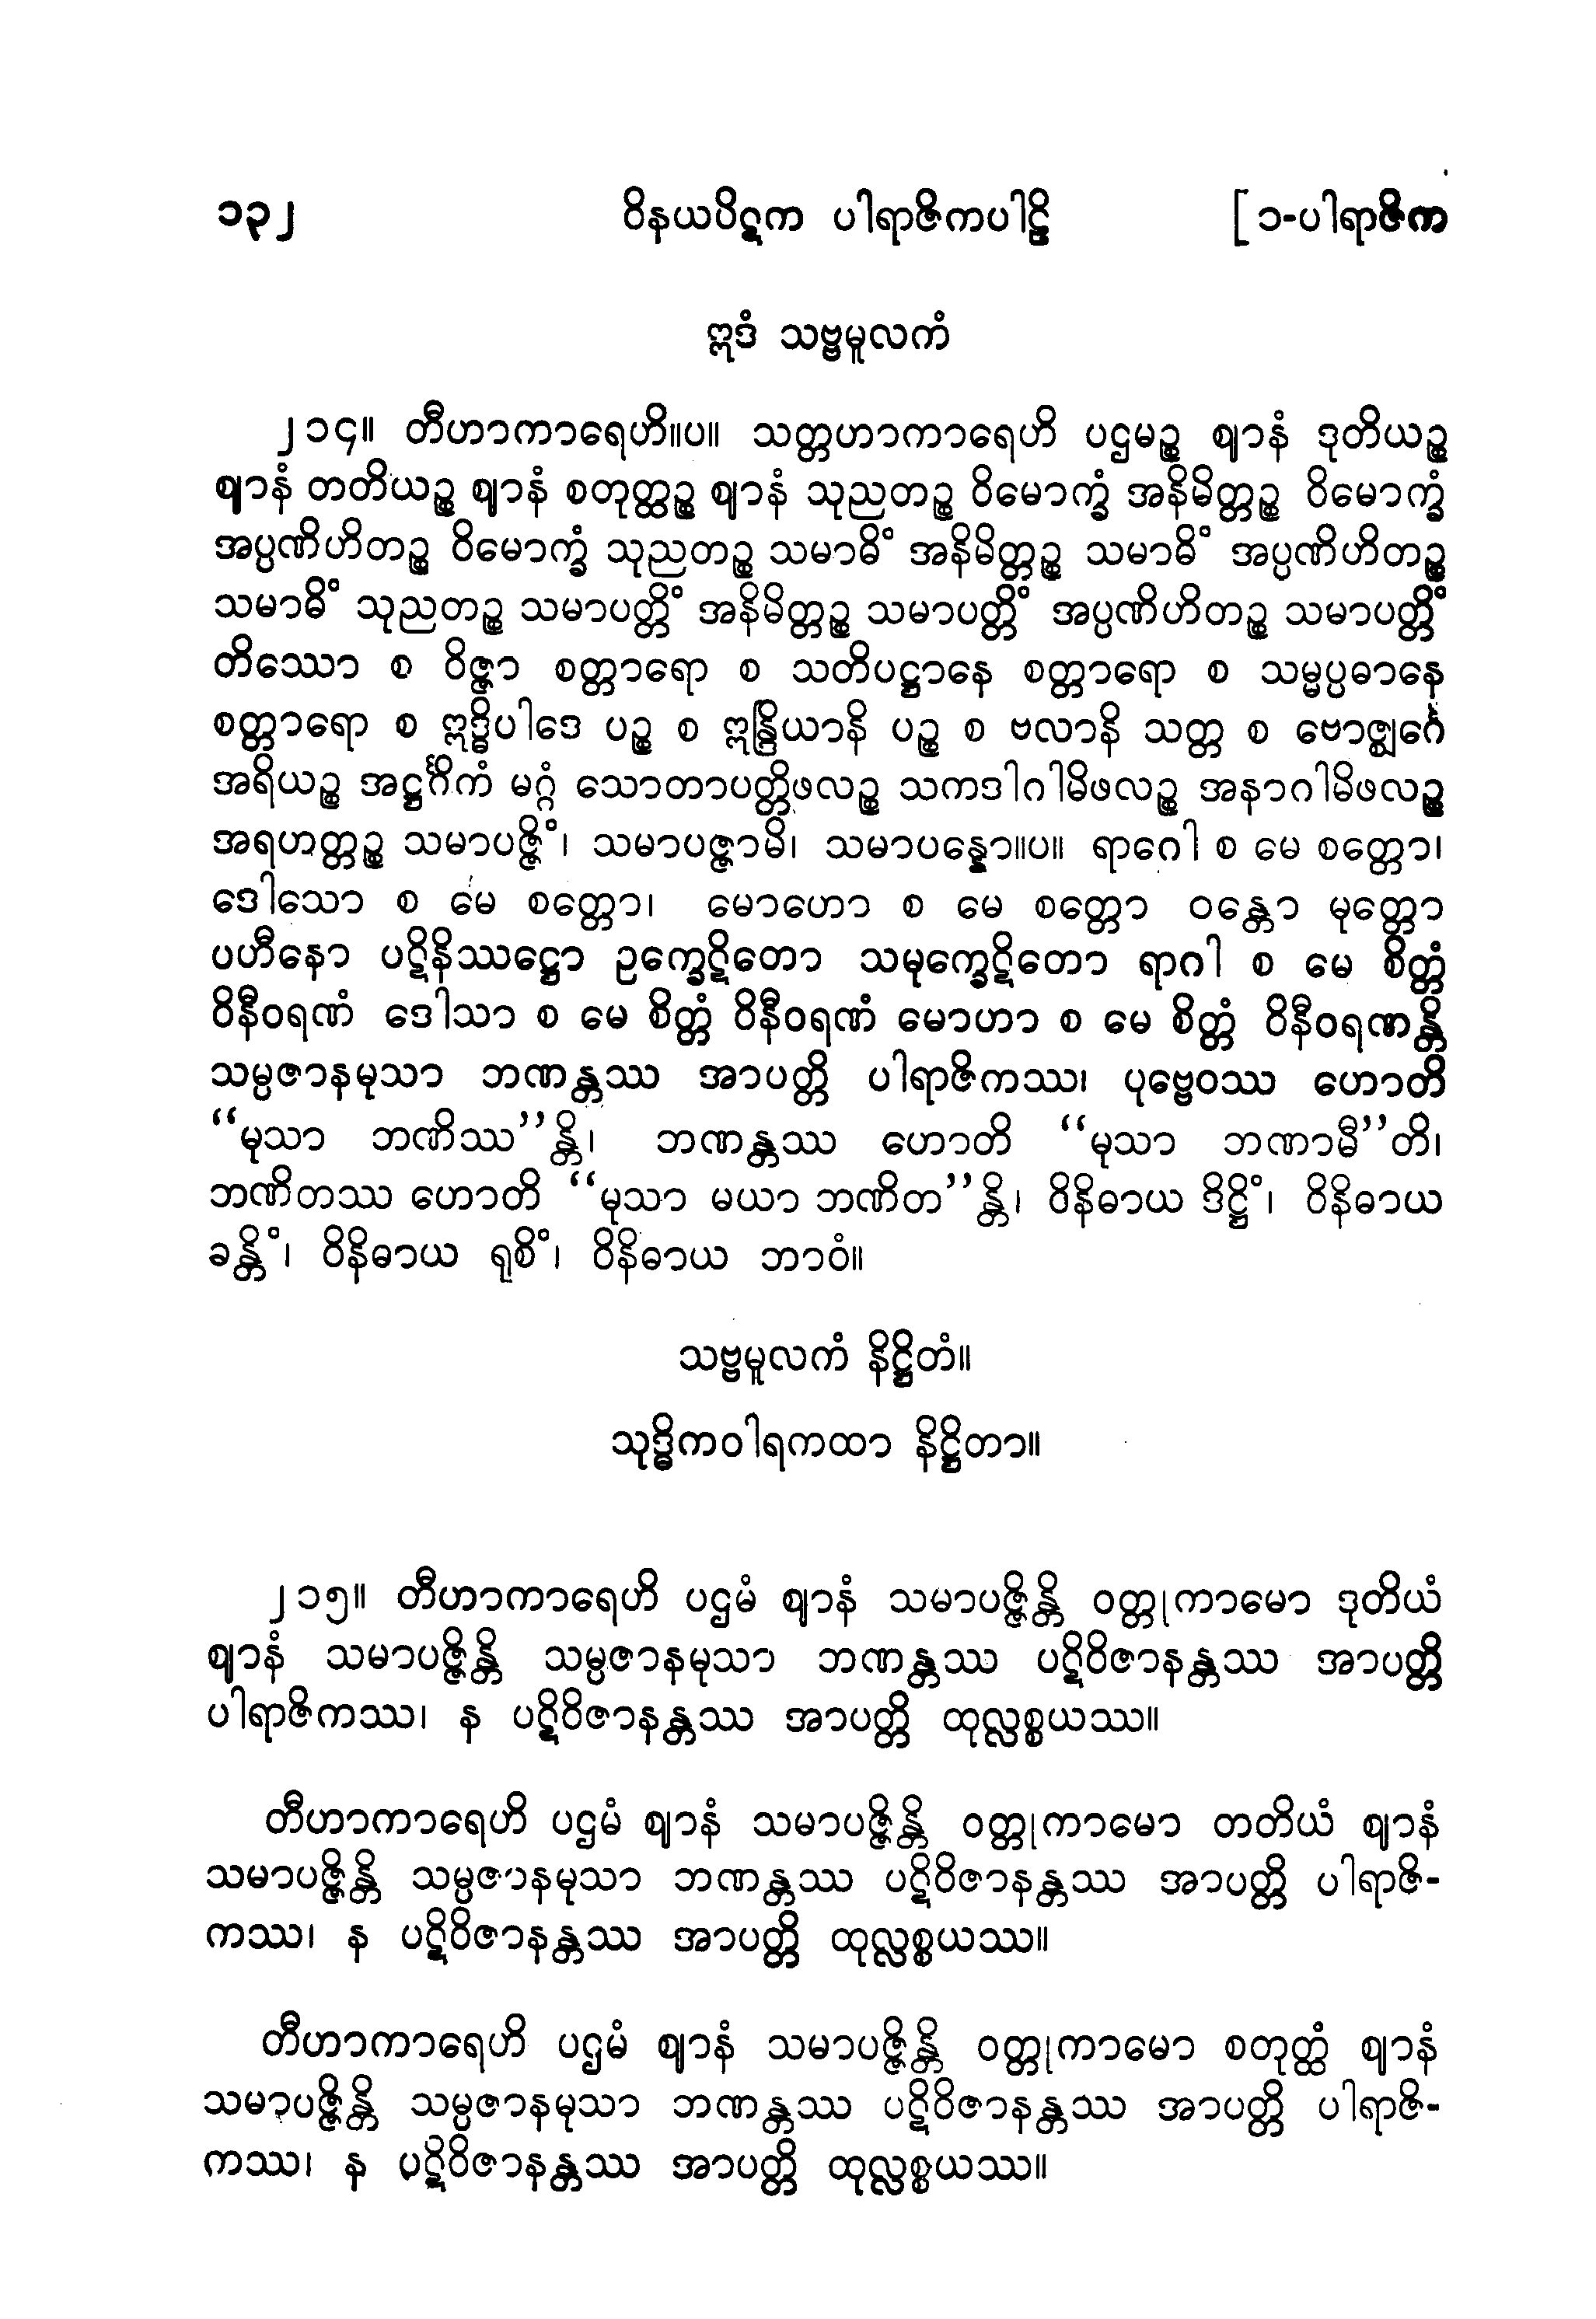 ၁၃၂ ဝိနယပိဋက ပါရာဇိကပါဠိ [ ၁-ပါရာဇိက
ဣဒံ သဗ္ဗမူလကံ
၂၁၄။ တီဟာကာရေဟိ။ပ။ သတ္တဟာကာရေဟိ ပဌမဉ္စ ဈာနံ ဒုတိယဉ္စ
ဈာနံ တတိယဉ္စ ဈာနံ စတုတ္ထဉ္စ ဈာနံ သုညတဉ္စ ဝိမောက္ခံ အနိမိတ္တဉ္စ ဝိမောက္ခံ
အပ္ပဏိဟိတဉ္စ ဝိမောက္ခံ သုညတဉ္စ သမာဓိံ အနိမိတ္တဉ္စ သမာဓိံ အပ္ပဏိဟိတဉ္စ
သမာဓိံ သုညတဉ္စ သမာပတ္တိံ အနိမိတ္တဉ္စ သမာပတ္တိံ အပ္ပဏိဟိတဉ္စ သမာပတ္တိံ
တိဿော စ ဝိဇ္ဇာ စတ္တာရော စ သတိပဋ္ဌာနေ စတ္တာရော စ သမ္မပ္ပဓာနေ
စတ္တာရော စ ဣဒ္ဓိပါဒေ ပဉ္စ စ ဣန္ဒြိယာနိ ပဉ္စ စ ဗလာနိ သတ္တ စ ဗောဇ္ဈင်္ဂေ
အရိယဉ္စ အဋ္ဌင်္ဂိကံ မဂ္ဂံ သောတာပတ္တိဖလဉ္စ သကဒါဂါမိဖလဉ္စ အနာဂါမိဖလဉ္စ
အရဟတ္တဉ္စ သမာပဇ္ဇိံ၊ သမာပဇ္ဇာမိ၊ သမာပန္နော။ပ။ ရာဂေါ စ မေ စတ္တော၊
ဒေါသော စ မေ စတ္တော၊ မောဟော စ မေ စတ္တော ဝန္တော မုတ္တော
ပဟီနော ပဋိနိဿဋ္ဌော ဥက္ခေဋိတော သမုက္ခေဋိတော ရာဂါ စ မေ စိတ္တံ
ဝိနီဝရဏံ ဒေါသာ စ မေ စိတ္တံ ဝိနီဝရဏံ မောဟာ စ မေ စိတ္တံ ဝိနီဝရဏန္တိ
သမ္ပဇာနမုသာ ဘဏန္တဿ အာပတ္တိ ပါရာဇိကဿ၊ ပုဗ္ဗေဝဿ ဟောတိ
“မုသာ ဘဏိဿ”န္တိ၊ ဘဏန္တဿ ဟောတိ “မုသာ ဘဏာမီ”တိ၊
ဘဏိတဿ ဟောတိ “မုသာ မယာ ဘဏိတ”န္တိ၊ ဝိနိဓာယ ဒိဋ္ဌိံ၊ ဝိနိဓာယ
ခန္တိံ၊ ဝိနိဓာယ ရုစိံ၊ ဝိနိဓာယ ဘာဝံ။
သဗ္ဗမူလကံ နိဋ္ဌိတံ။
သုဒ္ဓိကဝါရကထာ နိဋ္ဌိတာ။
၂၁၅။ တီဟာကာရေဟိ ပဌမံ ဈာနံ သမာပဇ္ဇိန္တိ ဝတ္တုကာမော ဒုတိယံ
ဈာနံ သမာပဇ္ဇိန္တိ သမ္ပဇာနမုသာ ဘဏန္တဿ ပဋိဝိဇာနန္တဿ အာပတ္တိ
ပါရာဇိကဿ၊ န ပဋိဝိဇာနန္တဿ အာပတ္တိ ထုလ္လစ္စယဿ။
တီဟာကာရေဟိ ပဌမံ ဈာနံ သမာပဇ္ဇိန္တိ ဝတ္တုကာမော တတိယံ ဈာနံ
သမာပဇ္ဇိန္တိ သမ္ပဇာနမုသာ ဘဏန္တဿ ပဋိဝိဇာနန္တဿ အာပတ္တိ ပါရာဇိ-
ကဿ၊ န ပဋိဝိဇာနန္တဿ အာပတ္တိ ထုလ္လစ္စယဿ။
တီဟာကာရေဟိ ပဌမံ ဈာနံ သမာပဇ္ဇိန္တိ ဝတ္တုကာမော စတုတ္ထံ ဈာနံ
သမာပဇ္ဇိန္တိ သမ္ပဇာနမုသာ ဘဏန္တဿ ပဋိဝိဇာနန္တဿ အာပတ္တိ ပါရာဇိ-
ကဿ၊ န ပဋိဝိဇာနန္တဿ အာပတ္တိ ထုလ္လစ္စယဿ။